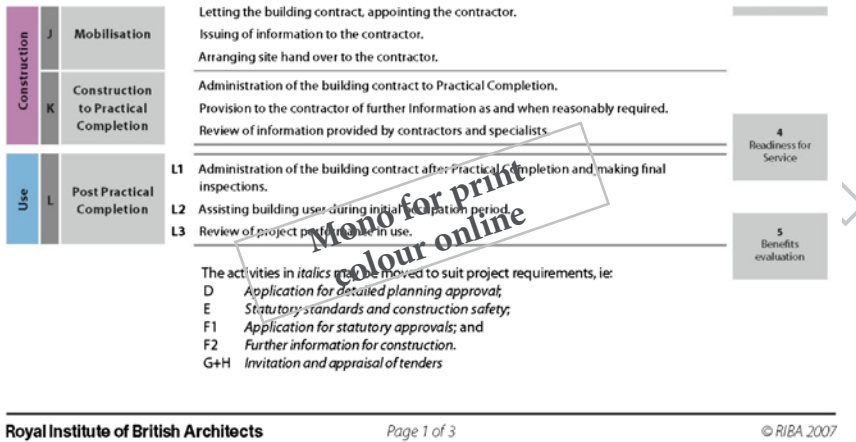 Construction
J
Mobilisation
Letting the building contract, appointing the contractor.
Issuing of information to the contractor.
Arranging site hand over to the contractor.
K
Construction
to Practical
Completion
Administration of the building contract to Practical Completion.
Provision to the contractor of further Information as and when reasonably required.
Review of information provided by contractors and specialists
4
Readiness for
Service
Use
L
Post Practical
Completion
L1 Administration of the building contract after Practical Completion and making final
inspections.
L2 Assisting building user during initial occupation period.
L3 Review of project performance in use.
5
Benefits
evaluation
Mono for print
colour online
The activities in italics may be moved to suit project requirements, ie:
D Application for detailed planning approval;
E Statutory standards and construction safety;
F1 Application for statutory approvals; and
F2 Further information for construction.
G+H Invitation and appraisal of tenders
Royal Institute of British Architects
Page 1 of 3
© RIBA 2007